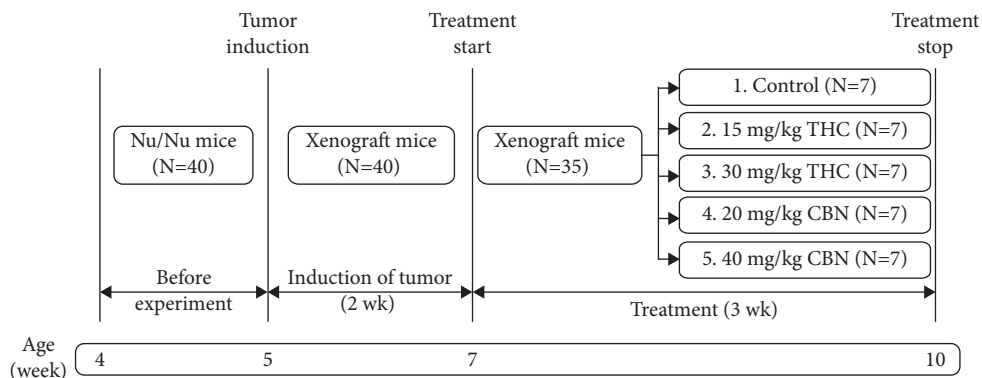 Tumor
induction
Treatment
start
Treatment
stop
Nu/Nu mice
(N=40)
Xenograft mice
(N=40)
Xenograft mice
(N=35)
1. Control (N=7)
2. 15 mg/kg THC (N=7)
3. 30 mg/kg THC (N=7)
4. 20 mg/kg CBN (N=7)
5. 40 mg/kg CBN (N=7)
Before
experiment
Induction of tumor
(2 wk)
Treatment (3 wk)
Age
(week)
4 5 7 10